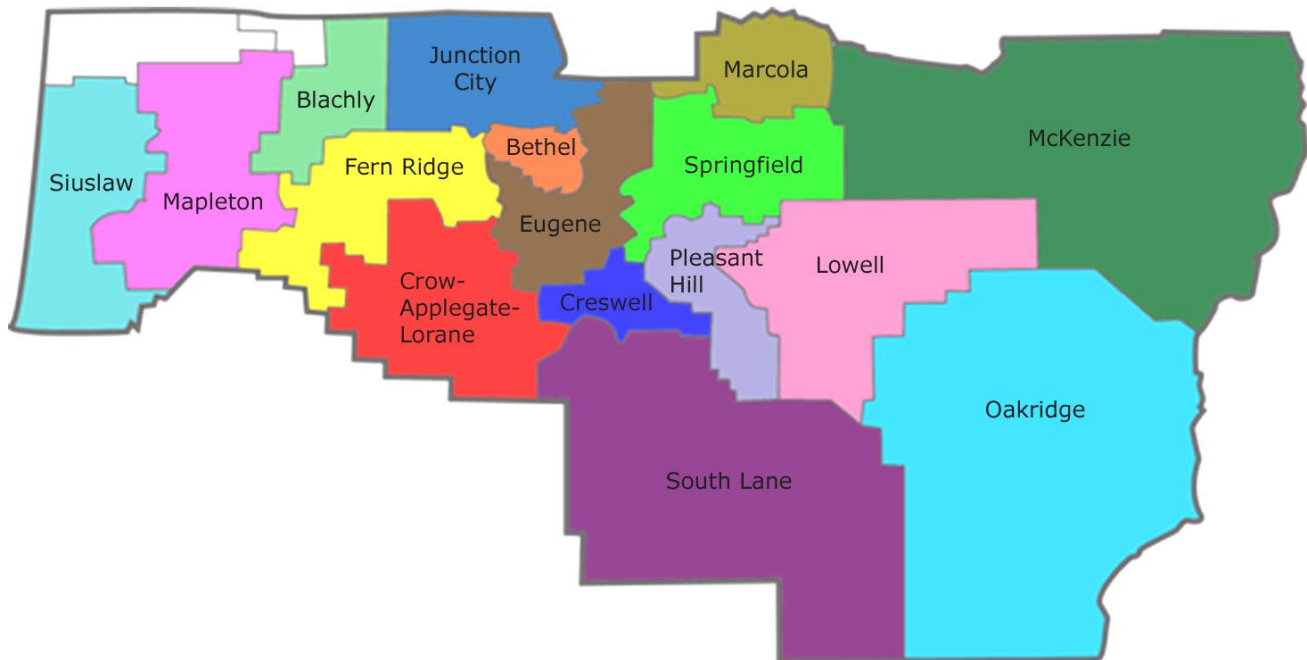 Junction
City
Marcola
Blachly
McKenzie
Bethel
Fern Ridge
Springfield
Siuslaw
Mapleton
Eugene
Pleasant
Hill
Lowell
Crow-
Applegate-
Lorane
Creswell
Oakridge
South Lane